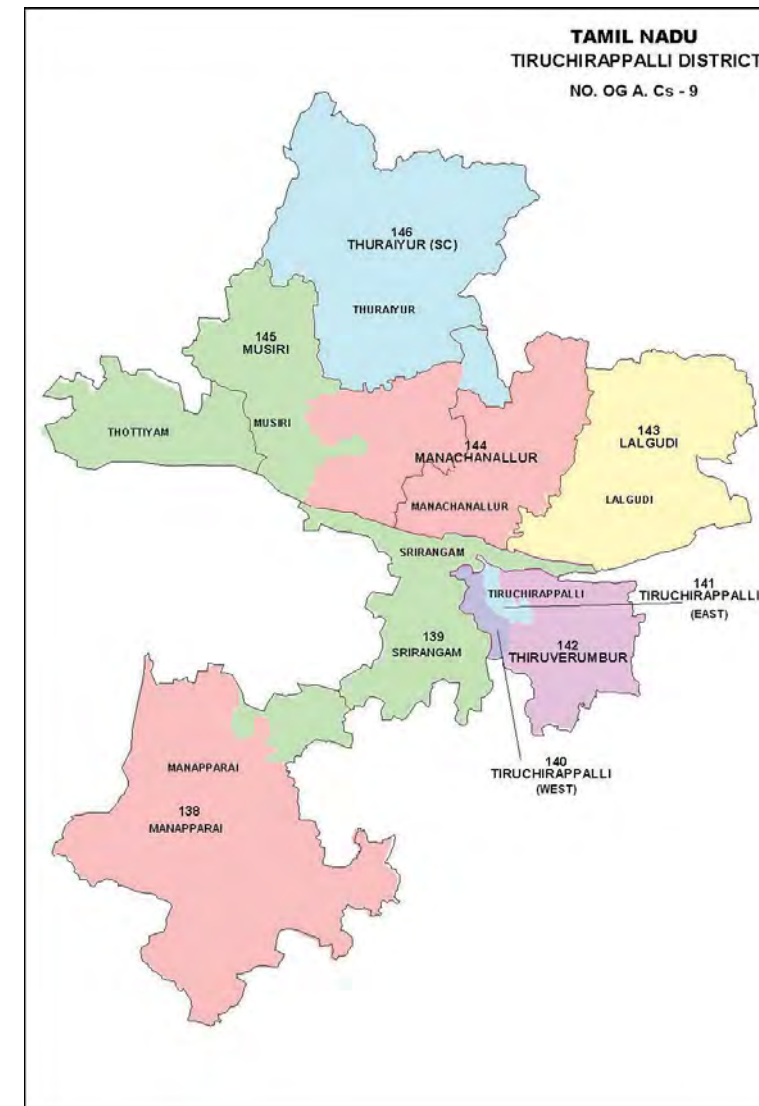 TAMIL NADU
TIRUCHIRAPPALLI DISTRICT
NO. OG A. Cs - 9
146
THURAIYUR (SC)
THURAIYUR
145
MUSIRI
MUSIRI
THOTTIYAM
144
MANACHANALLUR
MANACHANALLUR
143
LALGUDI
LALGUDI
SRIRANGAM
TIRUCHIRAPPALLI
141
TIRUCHIRAPPALLI
(EAST)
139
SRIRANGAM
142
THIRUVERUMBUR
140
TIRUCHIRAPPALLI
(WEST)
MANAPPARAI
138
MANAPPARAI